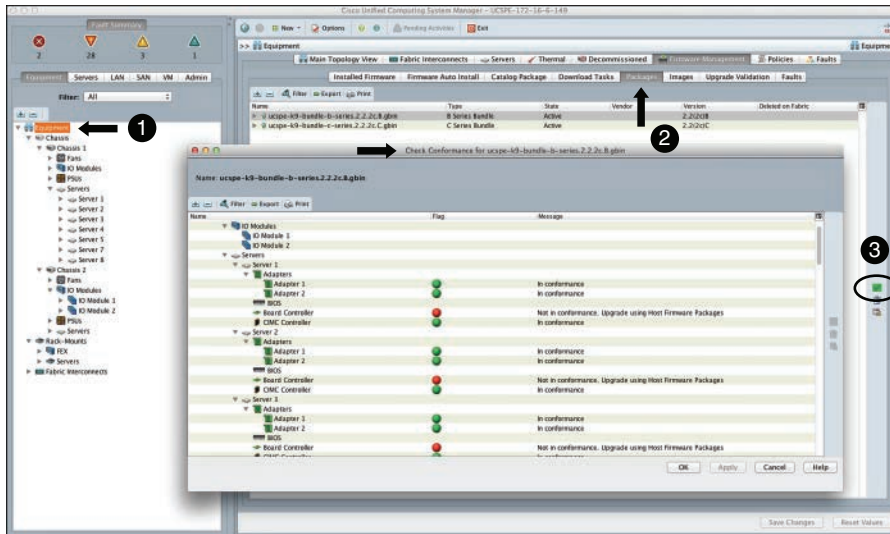 Cisco Unified Computing System Manager - UCSPE-172-16-6-149
Fault Summary
2 28 3 1
New Options Pending Activities Exit
>> Equipment Equipment
Main Topology View Fabric Interconnects Servers Thermal Decommissioned Firmware Management Policies Faults
Installed Firmware Firmware Auto Install Catalog Package Download Tasks Packages Images Upgrade Validation Faults
Equipment Servers LAN SAN VM Admin
Filter: All
Filter Export Print
Name Type State Vendor Version Deleted on Fabric
ucspe-k9-bundle-b-series.2.2.2c.B.gbin B Series Bundle Active 2.2(2c)B
ucspe-k9-bundle-c-series.2.2.2c.C.gbin C Series Bundle Active 2.2(2c)C
1
2
3
Equipment
Chassis
Chassis 1
Fans
IO Modules
PSUs
Servers
Server 1
Server 2
Server 3
Server 4
Server 5
Server 7
Server 8
Chassis 2
Fans
IO Modules
IO Module 1
IO Module 2
PSUs
Servers
Rack-Mounts
FEX
Servers
Fabric Interconnects
Check Conformance for ucspe-k9-bundle-b-series.2.2.2c.B.gbin
Name: ucspe-k9-bundle-b-series.2.2.2c.B.gbin
Filter Export Print
Name Flag Message
IO Modules
IO Module 1
IO Module 2
Servers
Server 1
Adapters
Adapter 1 In conformance
Adapter 2 In conformance
BIOS
Board Controller Not in conformance. Upgrade using Host Firmware Packages
CIMC Controller In conformance
Server 2
Adapters
Adapter 1 In conformance
Adapter 2 In conformance
BIOS
Board Controller Not in conformance. Upgrade using Host Firmware Packages
CIMC Controller In conformance
Server 3
Adapters
Adapter 1 In conformance
Adapter 2 In conformance
BIOS
Board Controller Not in conformance. Upgrade using Host Firmware Packages
OK Apply Cancel Help
Save Changes Reset Values